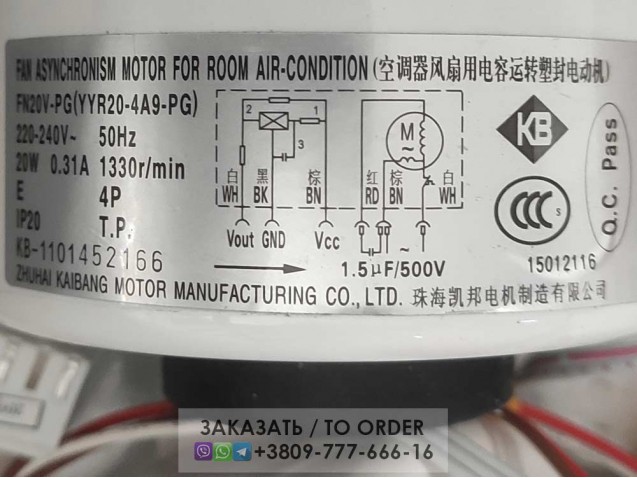 FAN ASYNCHRONISM MOTOR FOR ROOM AIR-CONDITION (空调器风扇用电容运转塑封电动机)
FN20V-PG(YYR20-4A9-PG)
220-240V~ 50Hz
20W 0.31A 1330r/min
E 4P
IP20 T.P.
KB-1101452166
2
1
3
M
~
白 黑 棕 红 棕 白
WH BK BN RD BN WH
Vout GND Vcc ~
1.5μF/500V
KB
CCC S
Q.C. Pass
15012116
ZHUHAI KAIBANG MOTOR MANUFACTURING CO., LTD. 珠海凯邦电机制造有限公司
ЗАКАЗАТЬ / TO ORDER
+3809-777-666-16